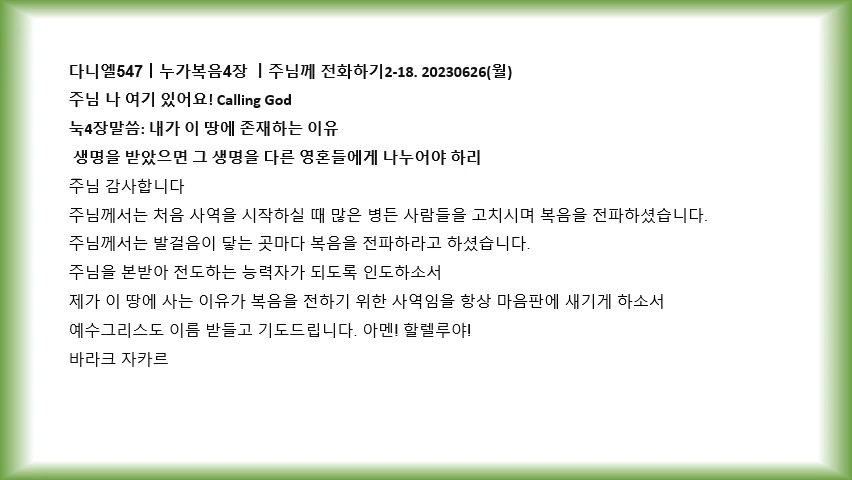 다니엘547ㅣ누가복음4장 ㅣ주님께 전화하기2-18. 20230626(월)
주님 나 여기 있어요! Calling God
눅4장말씀: 내가 이 땅에 존재하는 이유
생명을 받았으면 그 생명을 다른 영혼들에게 나누어야 하리
주님 감사합니다
주님께서는 처음 사역을 시작하실 때 많은 병든 사람들을 고치시며 복음을 전파하셨습니다.
주님께서는 발걸음이 닿는 곳마다 복음을 전파하라고 하셨습니다.
주님을 본받아 전도하는 능력자가 되도록 인도하소서
제가 이 땅에 사는 이유가 복음을 전하기 위한 사역임을 항상 마음판에 새기게 하소서
예수그리스도 이름 받들고 기도드립니다. 아멘! 할렐루야!
바라크 자카르